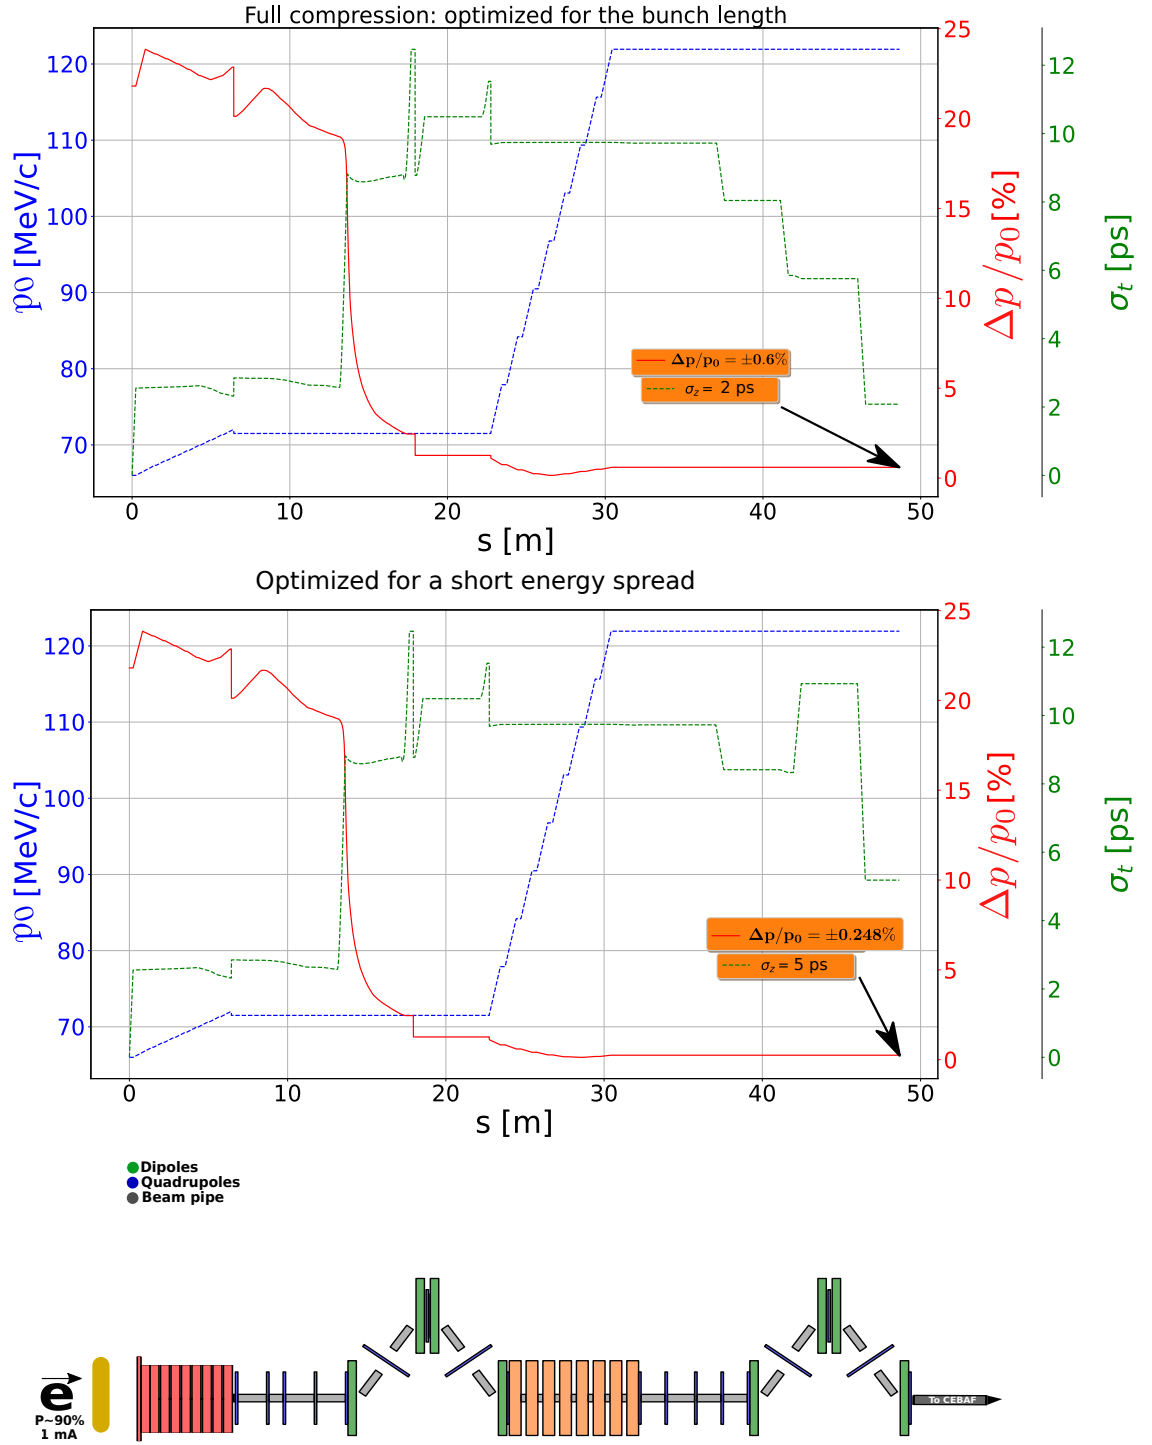 Full compression: optimized for the bunch length
p0 [MeV/c]
120
110
100
90
80
70
0 10 20 30 40 50
s [m]
25
20
15
10
5
0
Δp/p0[%]
12
10
8
6
4
2
0
σt [ps]
Δp/p0 = ±0.6%
σz = 2 ps
Optimized for a short energy spread
p0 [MeV/c]
120
110
100
90
80
70
0 10 20 30 40 50
s [m]
25
20
15
10
5
0
Δp/p0[%]
12
10
8
6
4
2
0
σt [ps]
Δp/p0 = ±0.248%
σz = 5 ps
Dipoles
Quadrupoles
Beam pipe
e
P~90%
1 mA
To CEBAF